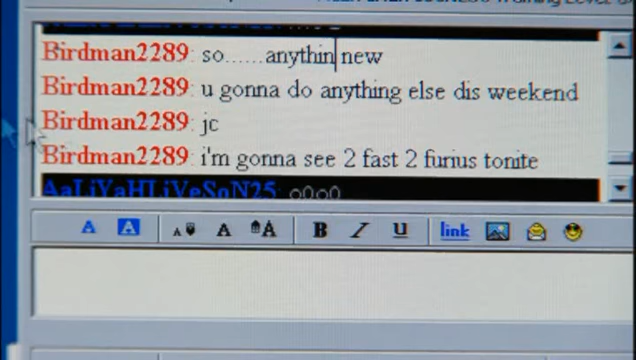 Birdman2289: so......anythin new
Birdman2289: u gonna do anything else dis weekend
Birdman2289: jc
Birdman2289: i'm gonna see 2 fast 2 furius tonite
AaLiYaHLiVeSoN25: oOoO
A A A A A B I U link